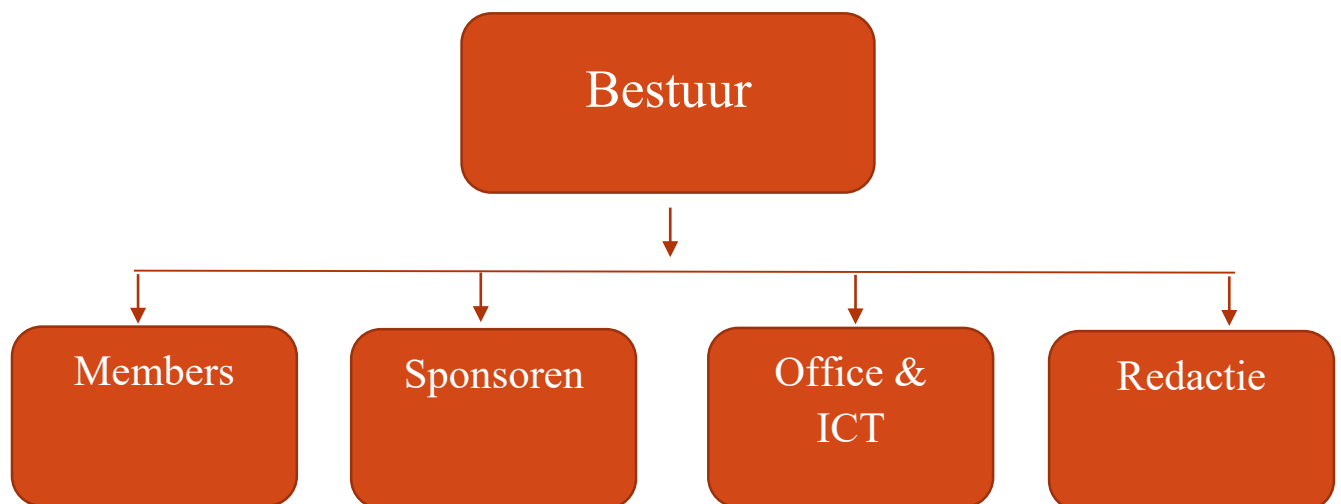 Bestuur
Members
Sponsoren
Office &
ICT
Redactie